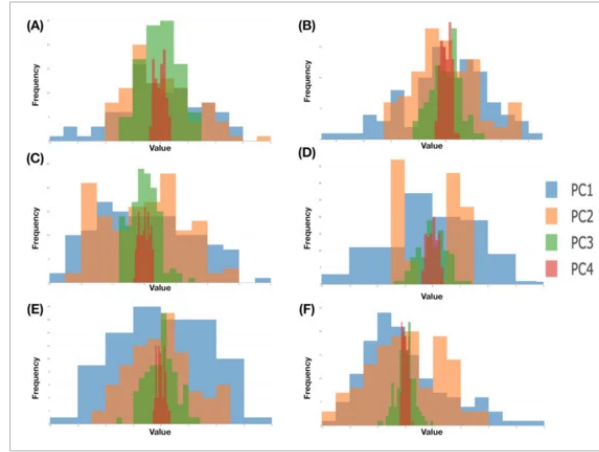 (A)
Frequency
Value
(B)
Frequency
Value
(C)
Frequency
Value
(D)
Frequency
Value
PC1
PC2
PC3
PC4
(E)
Frequency
Value
(F)
Frequency
Value